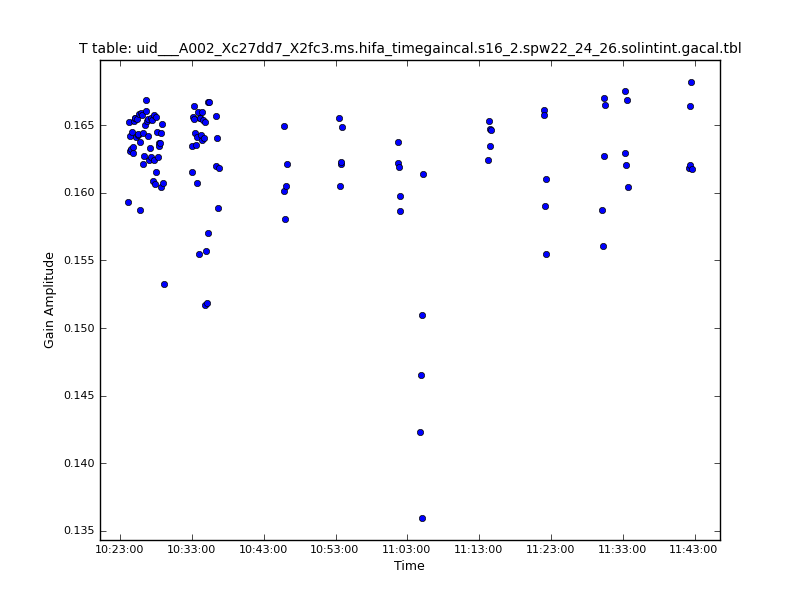 T table: uid___A002_Xc27dd7_X2fc3.ms.hifa_timegaincal.s16_2.spw22_24_26.solintint.gacal.tbl
Gain Amplitude
0.165
0.160
0.155
0.150
0.145
0.140
0.135
10:23:00 10:33:00 10:43:00 10:53:00 11:03:00 11:13:00 11:23:00 11:33:00 11:43:00
Time